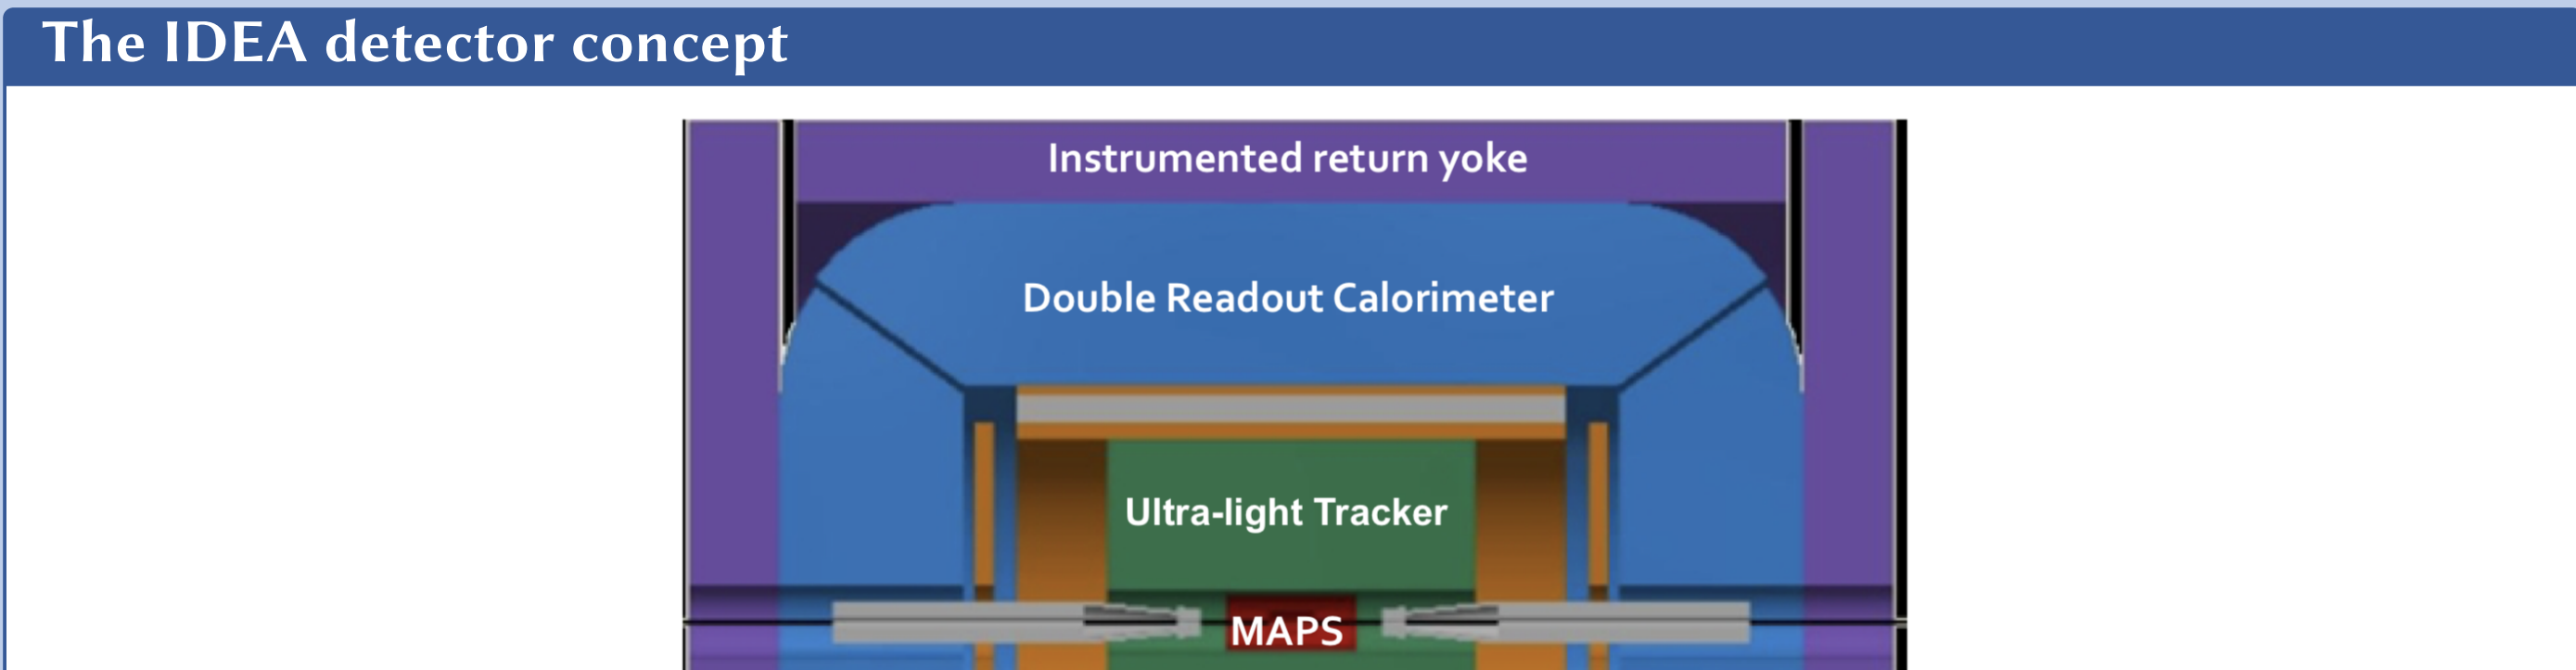 The IDEA detector concept
Instrumented return yoke
Double Readout Calorimeter
Ultra-light Tracker
MAPS